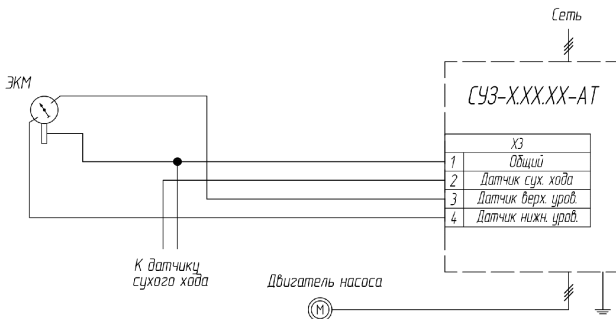 Сеть
ЭКМ
СУЗ-Х.ХХ.ХХ-АТ
Х3
1 Общий
2 Датчик сух. хода
3 Датчик верх. уров.
4 Датчик нижн. уров.
К датчику
сухого хода
Двигатель насоса
М